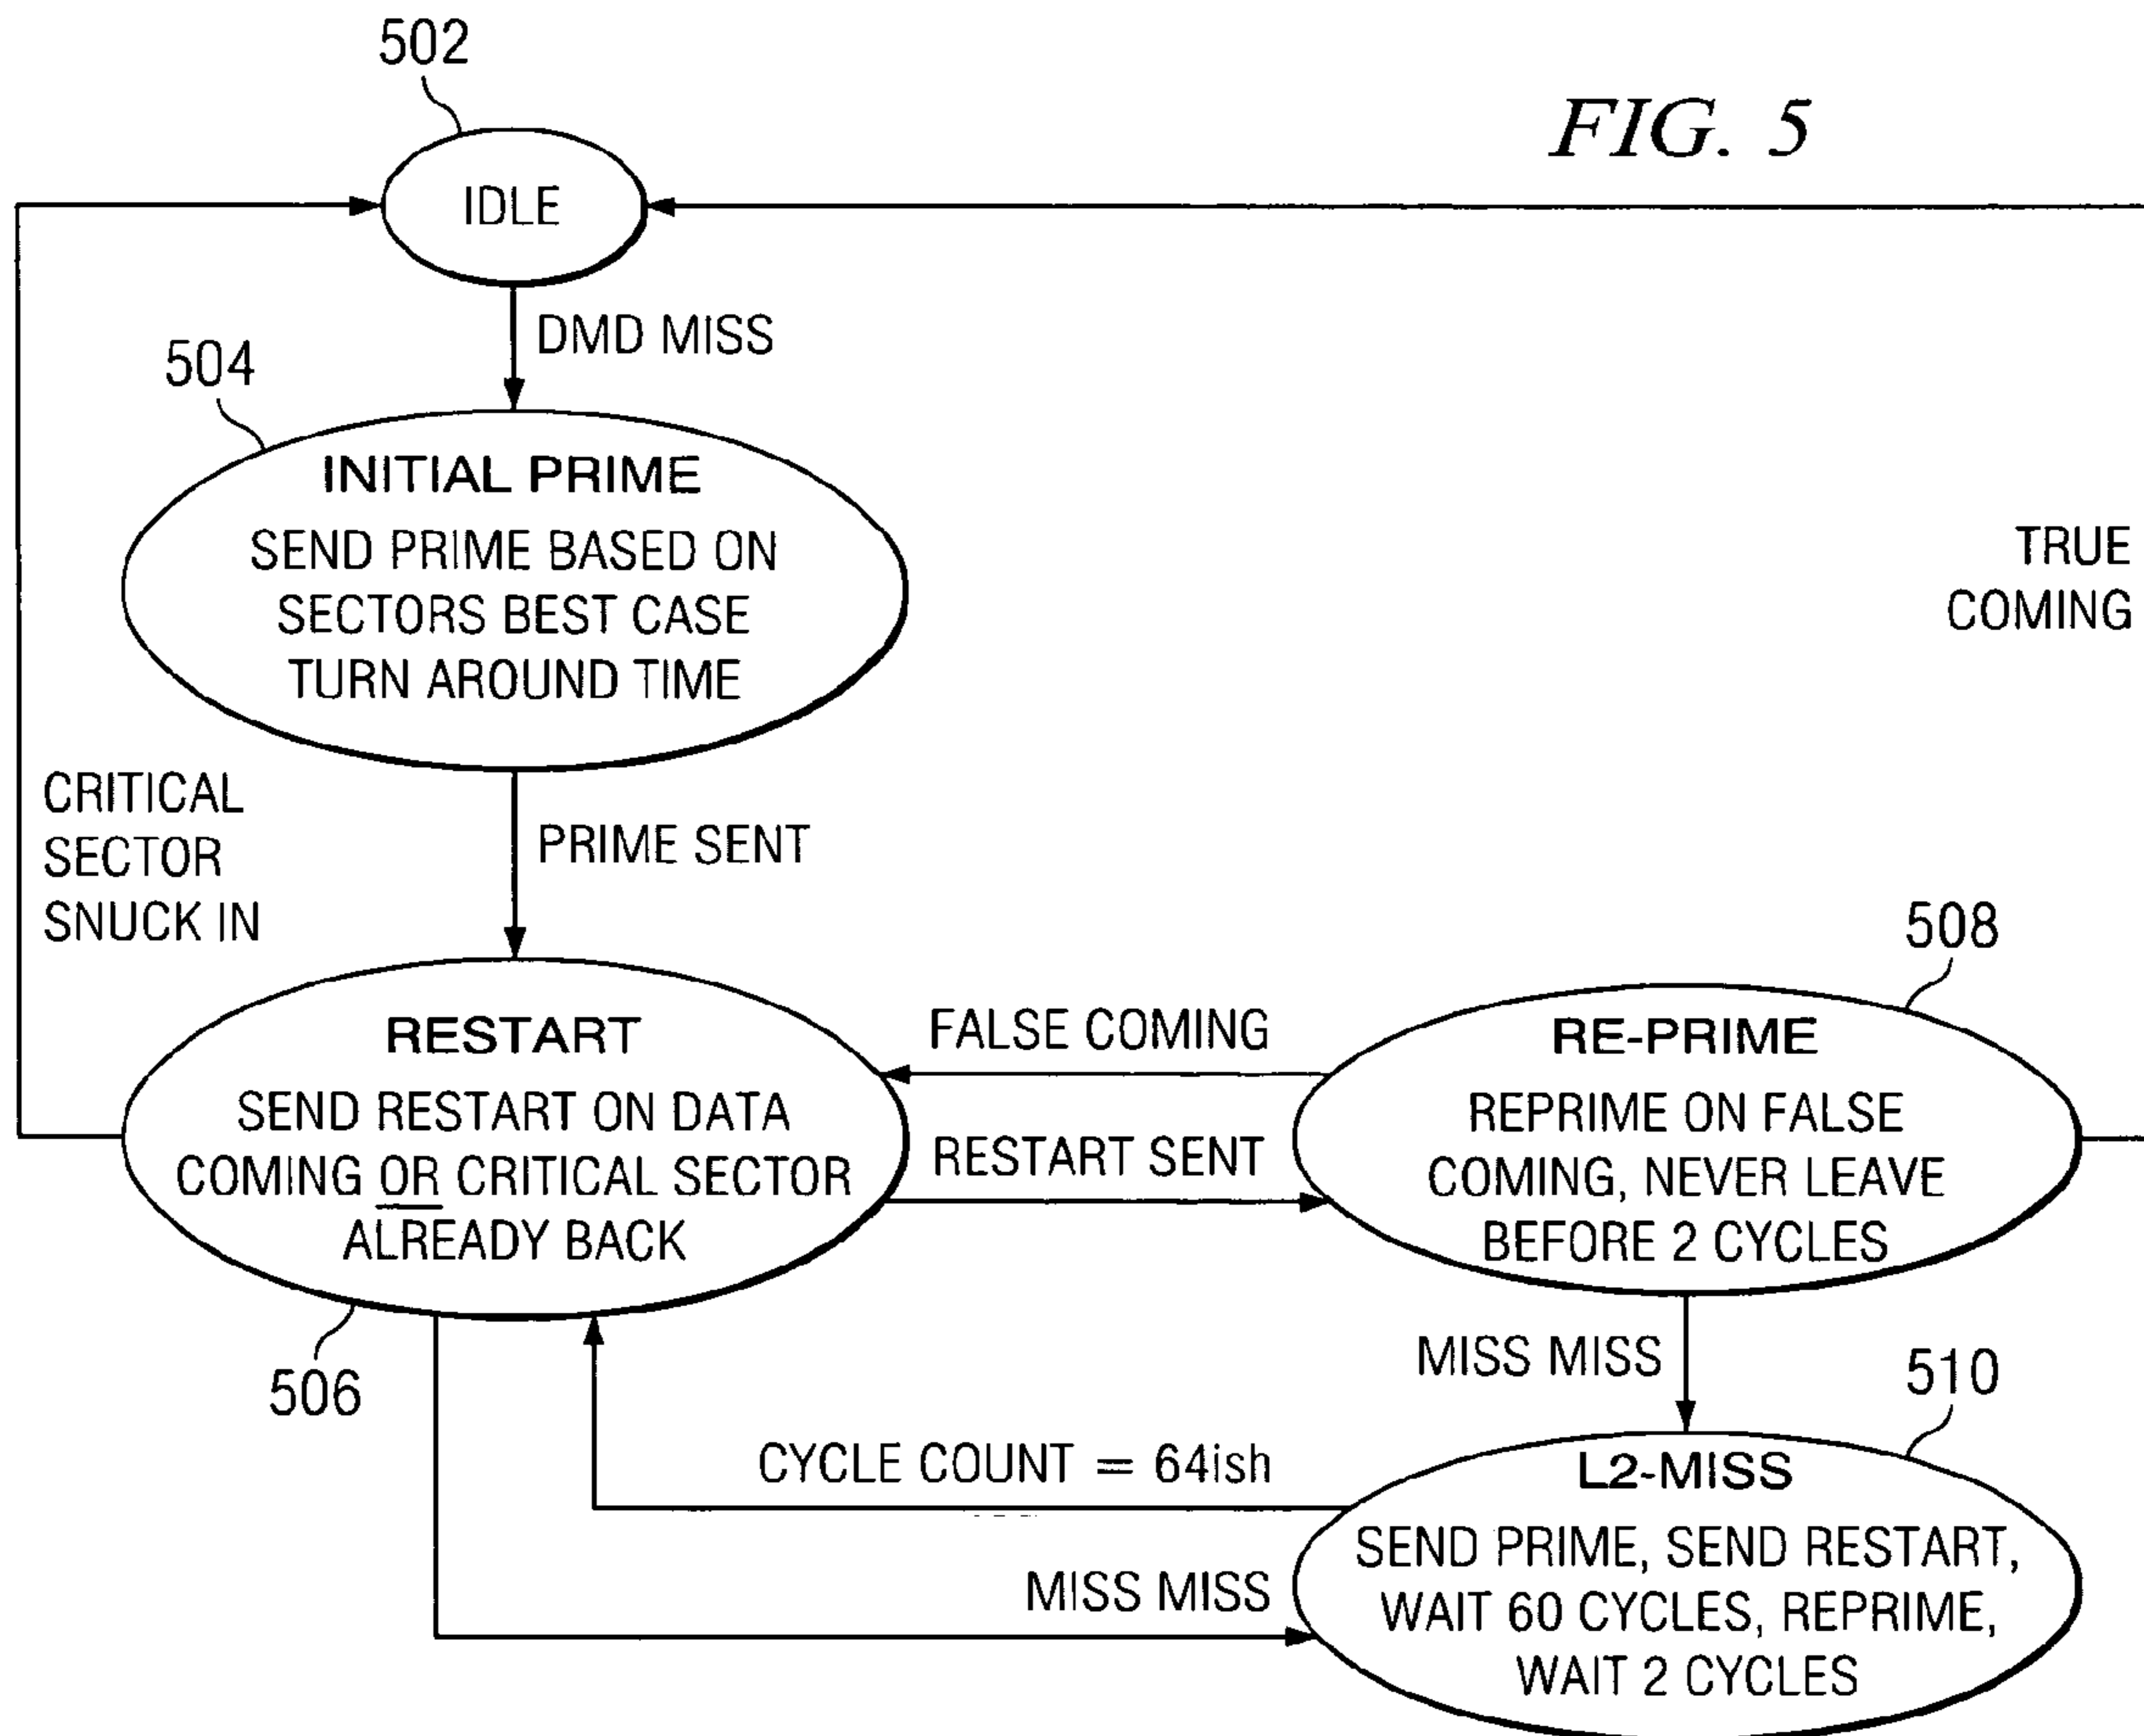 502
FIG. 5
IDLE
DMD MISS
504
INITIAL PRIME
SEND PRIME BASED ON
SECTORS BEST CASE
TURN AROUND TIME
TRUE
COMING
CRITICAL
SECTOR
SNUCK IN
PRIME SENT
508
RESTART
SEND RESTART ON DATA
COMING OR CRITICAL SECTOR
ALREADY BACK
FALSE COMING
RESTART SENT
RE-PRIME
REPRIME ON FALSE
COMING, NEVER LEAVE
BEFORE 2 CYCLES
506
MISS MISS
510
CYCLE COUNT = 64ish
MISS MISS
L2-MISS
SEND PRIME, SEND RESTART,
WAIT 60 CYCLES, REPRIME,
WAIT 2 CYCLES